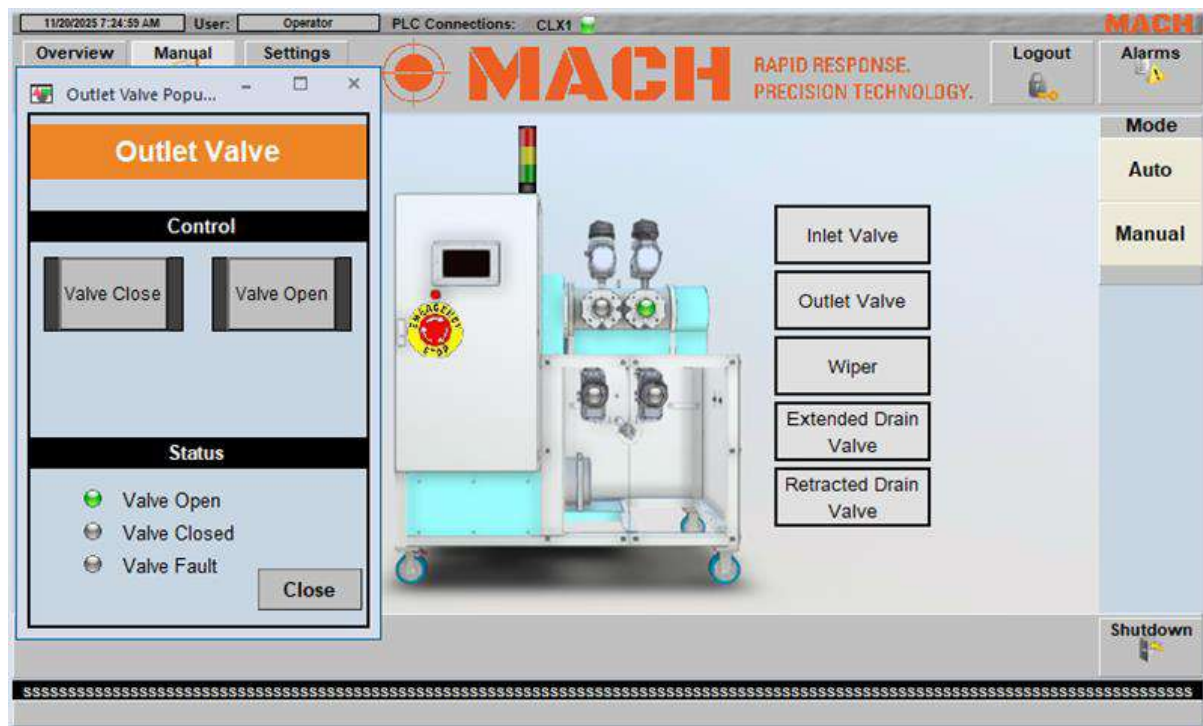 11/20/2025 7:24:59 AM User: Operator PLC Connections: CLX1
MACH
Overview Manual Settings
MACH
RAPID RESPONSE.
PRECISION TECHNOLOGY.
Logout
Alarms
Outlet Valve Popu...
Outlet Valve
Control
Valve Close
Valve Open
Status
Valve Open
Valve Closed
Valve Fault
Close
EMERGENCY
STOP
Inlet Valve
Outlet Valve
Wiper
Extended Drain
Valve
Retracted Drain
Valve
Mode
Auto
Manual
Shutdown